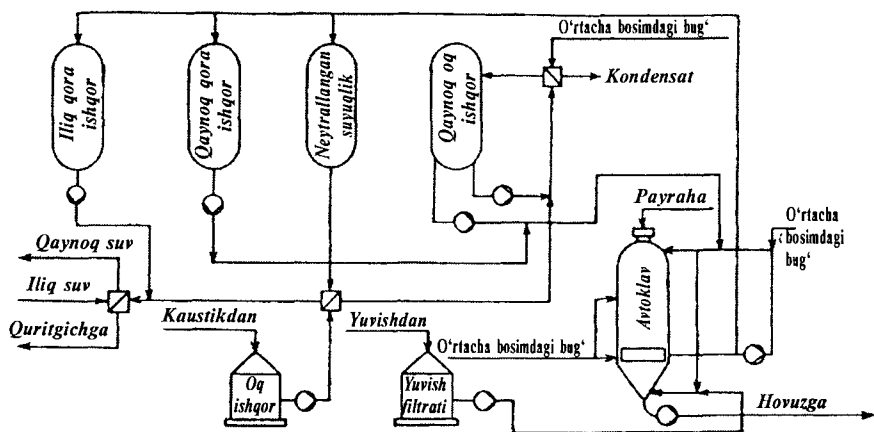 O‘rtacha bosimdagi bug‘
Iliq qora
ishqor
Qaynoq qora
ishqor
Neytrallangan
suyuqlik
Qaynoq oq
ishqor
Kondensat
Payraha
O‘rtacha
bosimdagi
bug‘
Qaynoq suv
Iliq suv
Quritgichga
Avtoklav
Kaustikdan
Yuvishdan
O‘rtacha bosimdagi bug‘
Oq
ishqor
Yuvish
filtrati
Hovuzga